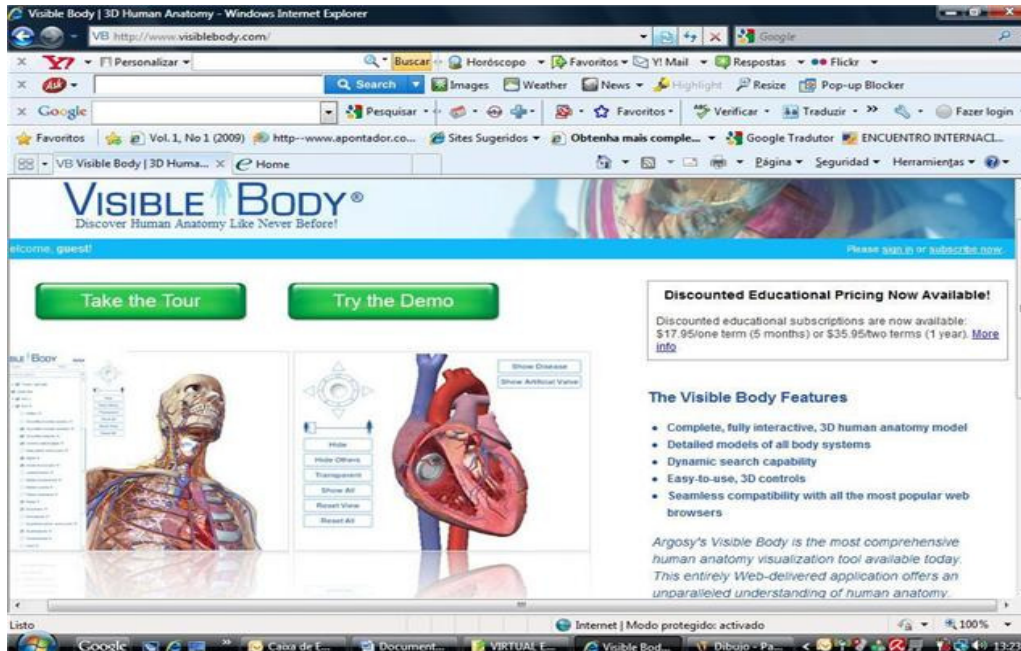 Visible Body | 3D Human Anatomy - Windows Internet Explorer
VB http://www.visiblebody.com/ Google
Y7 Personalizar Buscar Horóscopo Favoritos Y! Mail Respostas Flickr
Ask Search Images Weather News Highlight Resize Pop-up Blocker
Google Pesquisar Favoritos Verificar Traduzir >> Fazer login
Favoritos Vol. 1, No 1 (2009) http--www.apontador.co... Sites Sugeridos Obtenha mais comple... Google Tradutor ENCUENTRO INTERNACI...
VB Visible Body | 3D Huma... X Home Página Seguridad Herramientas
VISIBLE BODY®
Discover Human Anatomy Like Never Before!
elcome, guest! Please sign in or subscribe now.
Take the Tour Try the Demo
Discounted Educational Pricing Now Available!
Discounted educational subscriptions are now available:
$17.95/one term (5 months) or $35.95/two terms (1 year). More
info
BLE BODY
Show Disease
Show Artificial Valve
Hide
Hide Others
Transparent
Show All
Reset View
Reset All
The Visible Body Features
• Complete, fully interactive, 3D human anatomy model
• Detailed models of all body systems
• Dynamic search capability
• Easy-to-use, 3D controls
• Seamless compatibility with all the most popular web
browsers
Argosy's Visible Body is the most comprehensive
human anatomy visualization tool available today.
This entirely Web-delivered application offers an
unparalleled understanding of human anatomy.
Listo Internet | Modo protegido: activado 100%
Google >> Caixa de E... Document... VIRTUAL E... Visible Bod... Dibujo - Pa... < 13:23